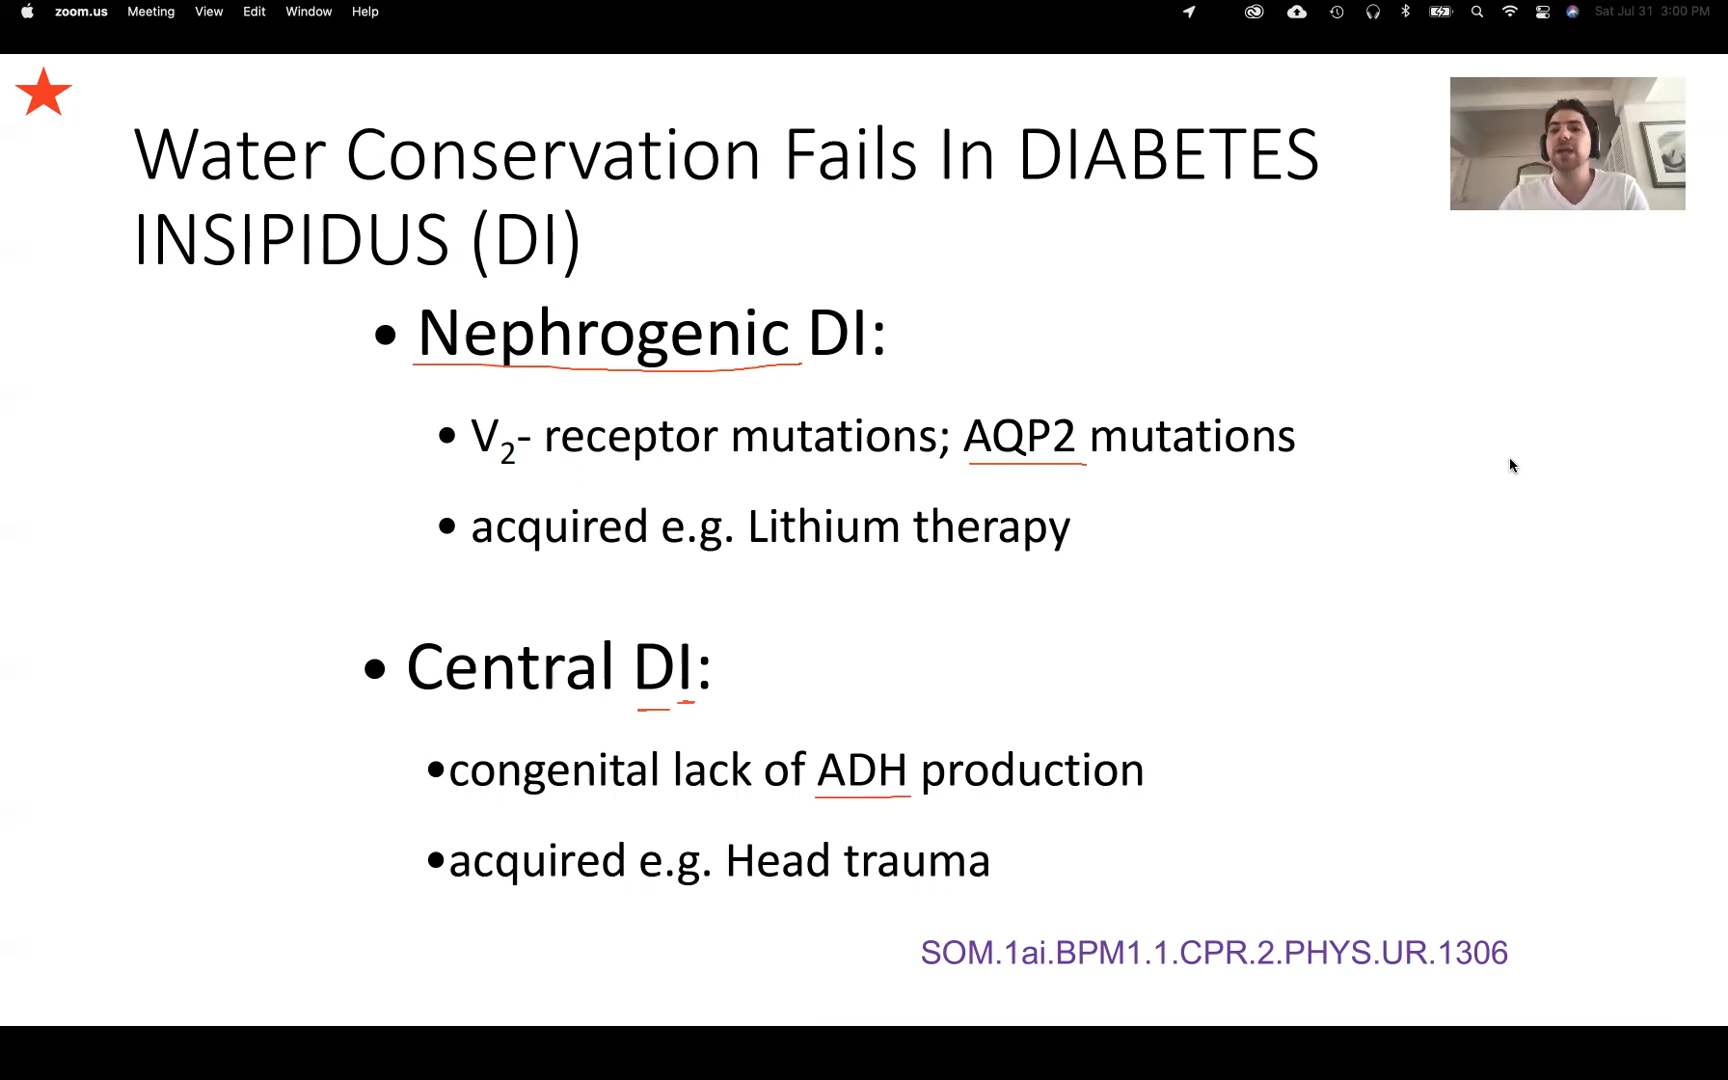 zoom.us Meeting View Edit Window Help Sat Jul 31 3:00 PM
Water Conservation Fails In DIABETES
INSIPIDUS (DI)
• Nephrogenic DI:
• V₂- receptor mutations; AQP2 mutations
• acquired e.g. Lithium therapy
• Central DI:
•congenital lack of ADH production
•acquired e.g. Head trauma
SOM.1ai.BPM1.1.CPR.2.PHYS.UR.1306